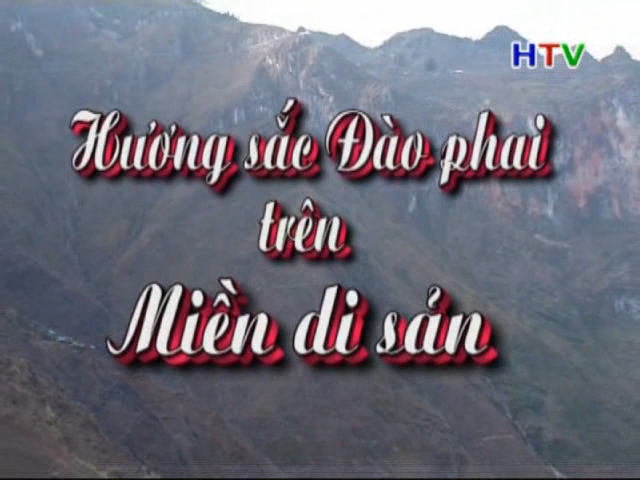 HTV
Hương sắc Đào phai
trên
Miền di sản